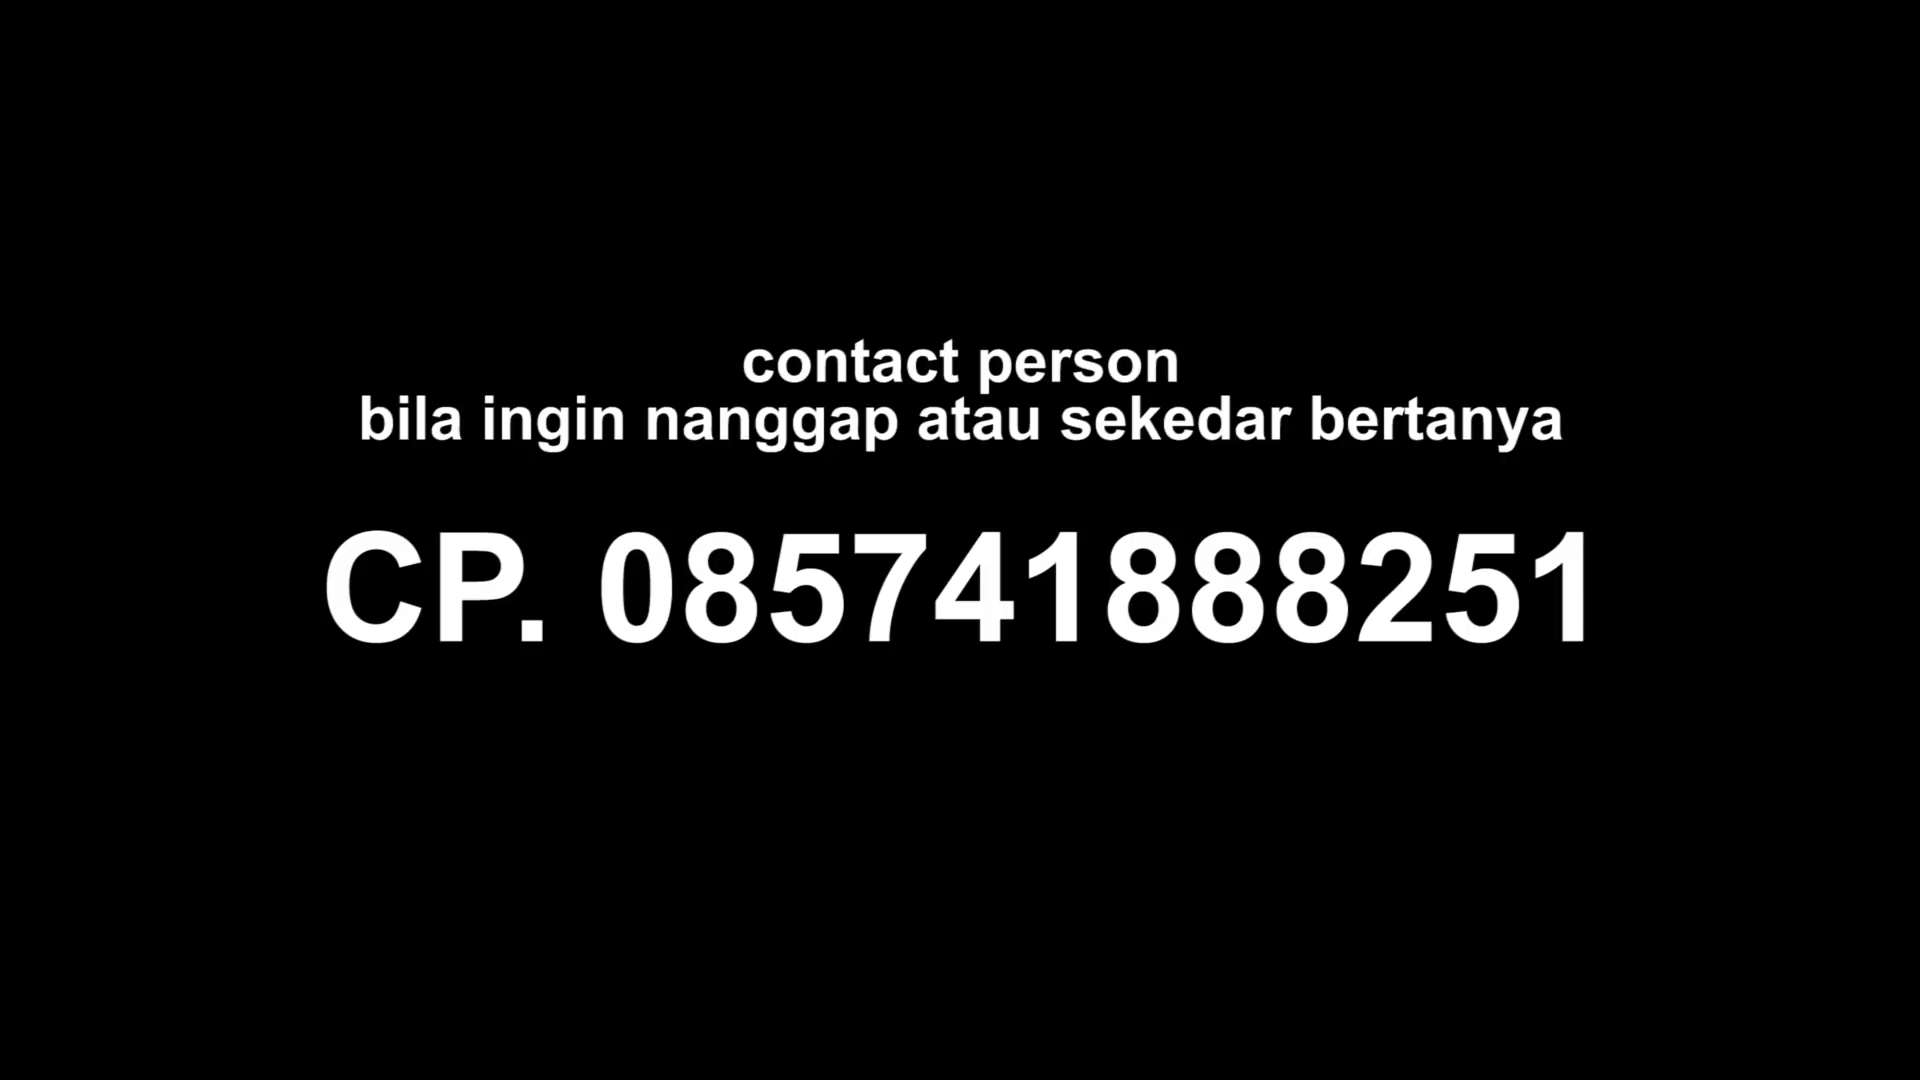 contact person
bila ingin nanggap atau sekedar bertanya
CP. 085741888251